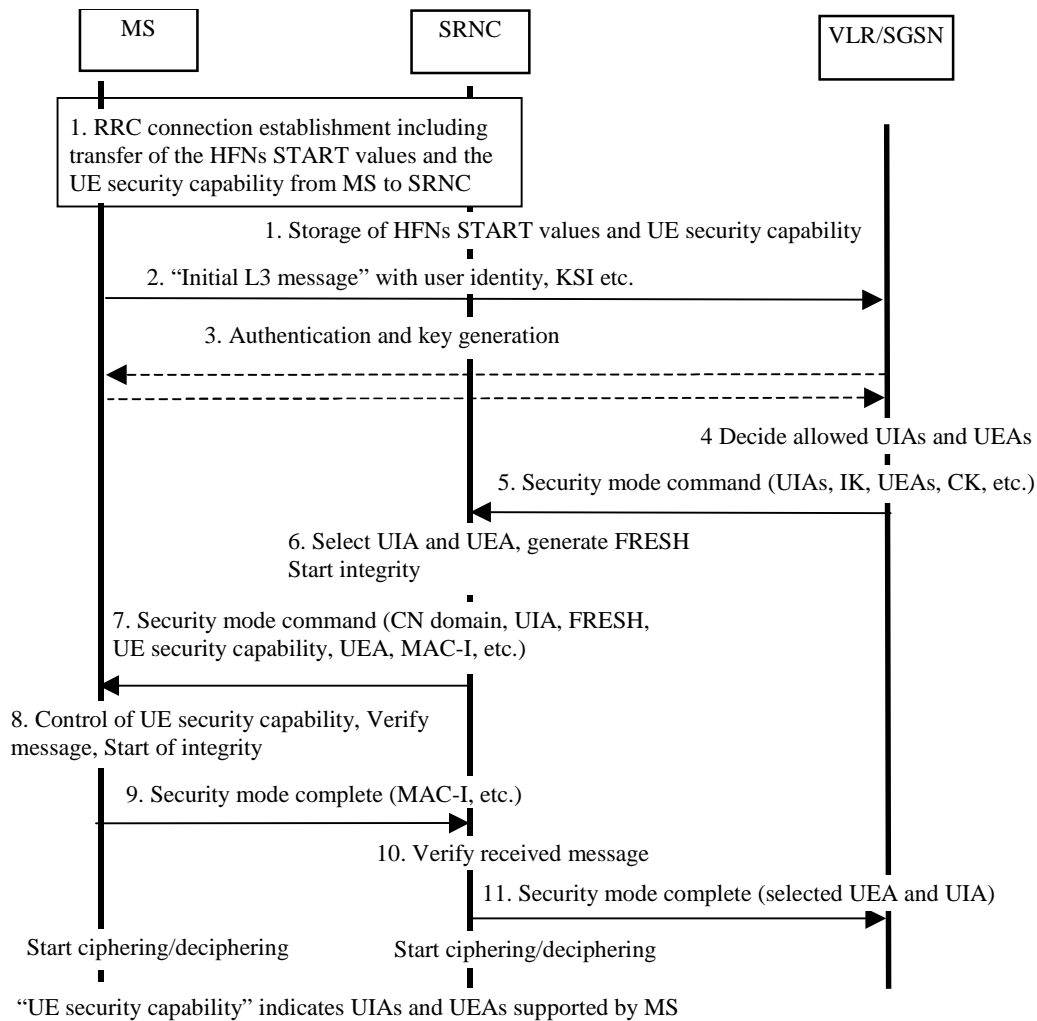 MS
SRNC
VLR/SGSN
1. RRC connection establishment including
transfer of the HFNs START values and the
UE security capability from MS to SRNC
1. Storage of HFNs START values and UE security capability
2. “Initial L3 message” with user identity, KSI etc.
3. Authentication and key generation
4 Decide allowed UIAs and UEAs
5. Security mode command (UIAs, IK, UEAs, CK, etc.)
6. Select UIA and UEA, generate FRESH
Start integrity
7. Security mode command (CN domain, UIA, FRESH,
UE security capability, UEA, MAC-I, etc.)
8. Control of UE security capability, Verify
message, Start of integrity
9. Security mode complete (MAC-I, etc.)
10. Verify received message
11. Security mode complete (selected UEA and UIA)
Start ciphering/deciphering
Start ciphering/deciphering
“UE security capability” indicates UIAs and UEAs supported by MS